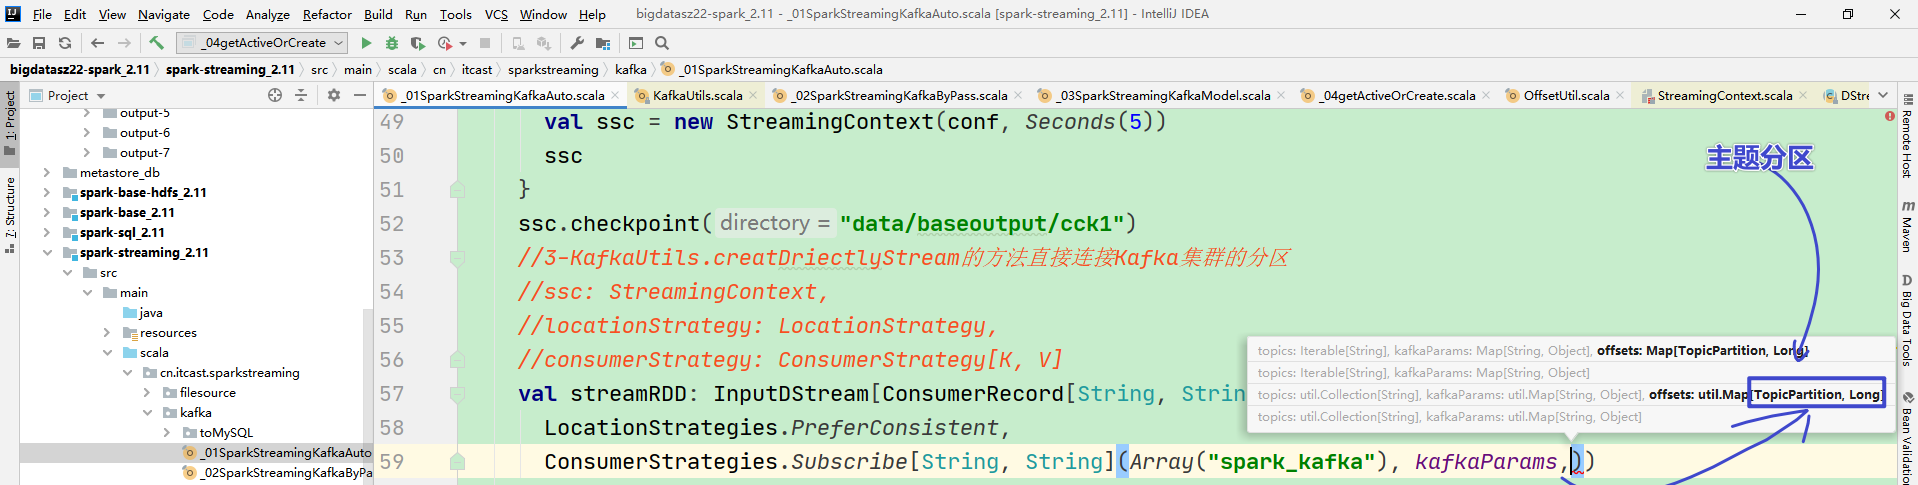 File Edit View Navigate Code Analyze Refactor Build Run Tools VCS Window Help bigdatasz22-spark_2.11 - _01SparkStreamingKafkaAuto.scala [spark-streaming_2.11] - IntelliJ IDEA
_04getActiveOrCreate
bigdatasz22-spark_2.11 spark-streaming_2.11 src main scala cn itcast sparkstreaming kafka _01SparkStreamingKafkaAuto.scala
Project
_01SparkStreamingKafkaAuto.scala KafkaUtils.scala _02SparkStreamingKafkaByPass.scala _03SparkStreamingKafkaModel.scala _04getActiveOrCreate.scala OffsetUtil.scala StreamingContext.scala DStre
1: Project
7: Structure
output-5
output-6
output-7
metastore_db
spark-base-hdfs_2.11
spark-base_2.11
spark-sql_2.11
spark-streaming_2.11
src
main
java
resources
scala
cn.itcast.sparkstreaming
filesource
kafka
toMySQL
_01SparkStreamingKafkaAuto
_02SparkStreamingKafkaByPa
49 val ssc = new StreamingContext(conf, Seconds(5))
50 ssc
51 }
52 ssc.checkpoint( directory = "data/baseoutput/cck1")
53 //3-KafkaUtils.creatDriectlyStream的方法直接连接Kafka集群的分区
54 //ssc: StreamingContext,
55 //locationStrategy: LocationStrategy,
56 //consumerStrategy: ConsumerStrategy[K, V]
57 val streamRDD: InputDStream[ConsumerRecord[String, Strin
58 LocationStrategies.PreferConsistent,
59 ConsumerStrategies.Subscribe[String, String](Array("spark_kafka"), kafkaParams,))
主题分区
topics: Iterable[String], kafkaParams: Map[String, Object], offsets: Map[TopicPartition, Long]
topics: Iterable[String], kafkaParams: Map[String, Object]
topics: util.Collection[String], kafkaParams: util.Map[String, Object], offsets: util.Map[TopicPartition, Long]
topics: util.Collection[String], kafkaParams: util.Map[String, Object]
Remote Host
Maven
Big Data Tools
Bean Validation